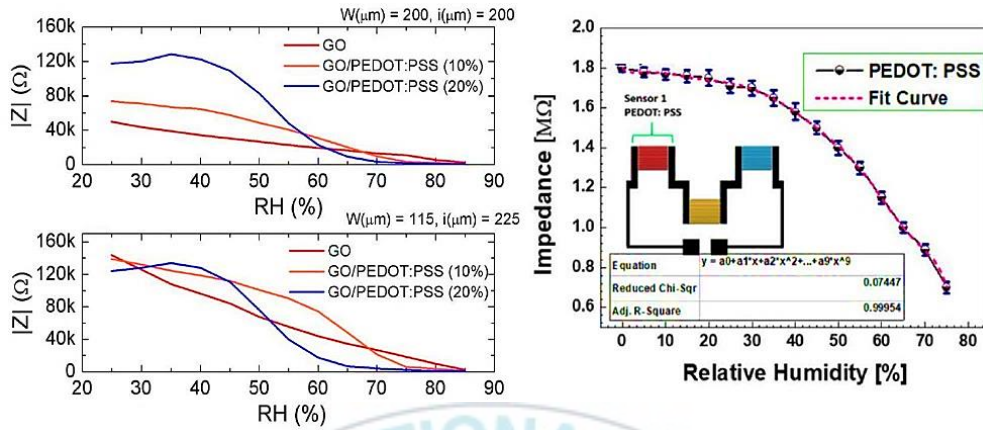 W(μm) = 200, i(μm) = 200
160k
120k
80k
40k
0
|Z| (Ω)
GO
GO/PEDOT:PSS (10%)
GO/PEDOT:PSS (20%)
20 30 40 50 60 70 80 90
RH (%)
W(μm) = 115, i(μm) = 225
160k
120k
80k
40k
0
|Z| (Ω)
GO
GO/PEDOT:PSS (10%)
GO/PEDOT:PSS (20%)
20 30 40 50 60 70 80 90
RH (%)
2.0
1.8
1.6
1.4
1.2
1.0
0.8
0.6
Impedance [MΩ]
PEDOT: PSS
Fit Curve
Sensor 1
PEDOT: PSS
Equation y = a0+a1*x+a2*x^2+...+a9*x^9
Reduced Chi-Sqr 0.07447
Adj. R-Square 0.99954
0 10 20 30 40 50 60 70 80
Relative Humidity [%]
TIONA